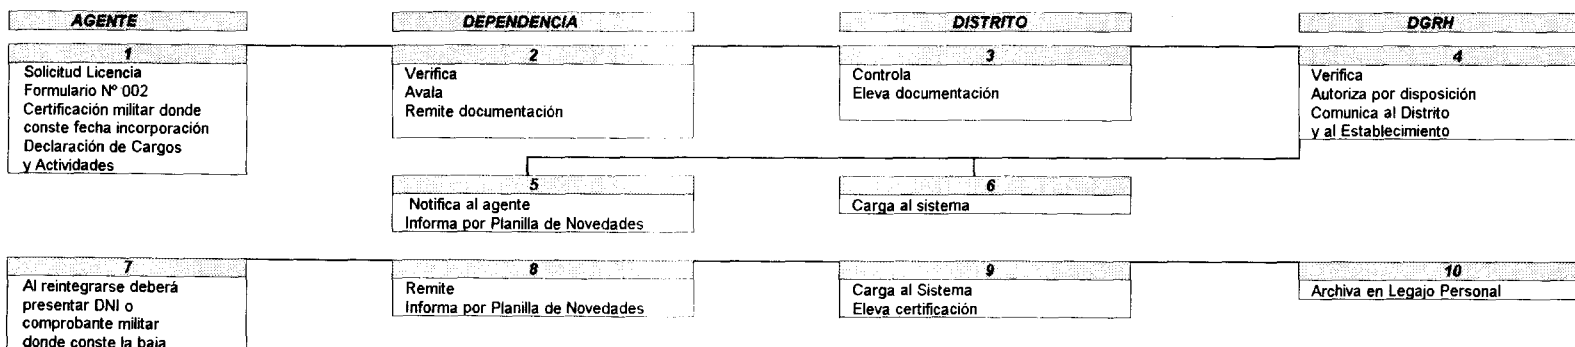 AGENTE
DEPENDENCIA
DISTRITO
DGRH
1
Solicitud Licencia
Formulario Nº 002
Certificación militar donde
conste fecha incorporación
Declaración de Cargos
y Actividades
2
Verifica
Avala
Remite documentación
3
Controla
Eleva documentación
4
Verifica
Autoriza por disposición
Comunica al Distrito
y al Establecimiento
5
Notifica al agente
Informa por Planilla de Novedades
6
Carga al sistema
7
Al reintegrarse deberá
presentar DNI o
comprobante militar
donde conste la baja
8
Remite
Informa por Planilla de Novedades
9
Carga al Sistema
Eleva certificación
10
Archiva en Legajo Personal